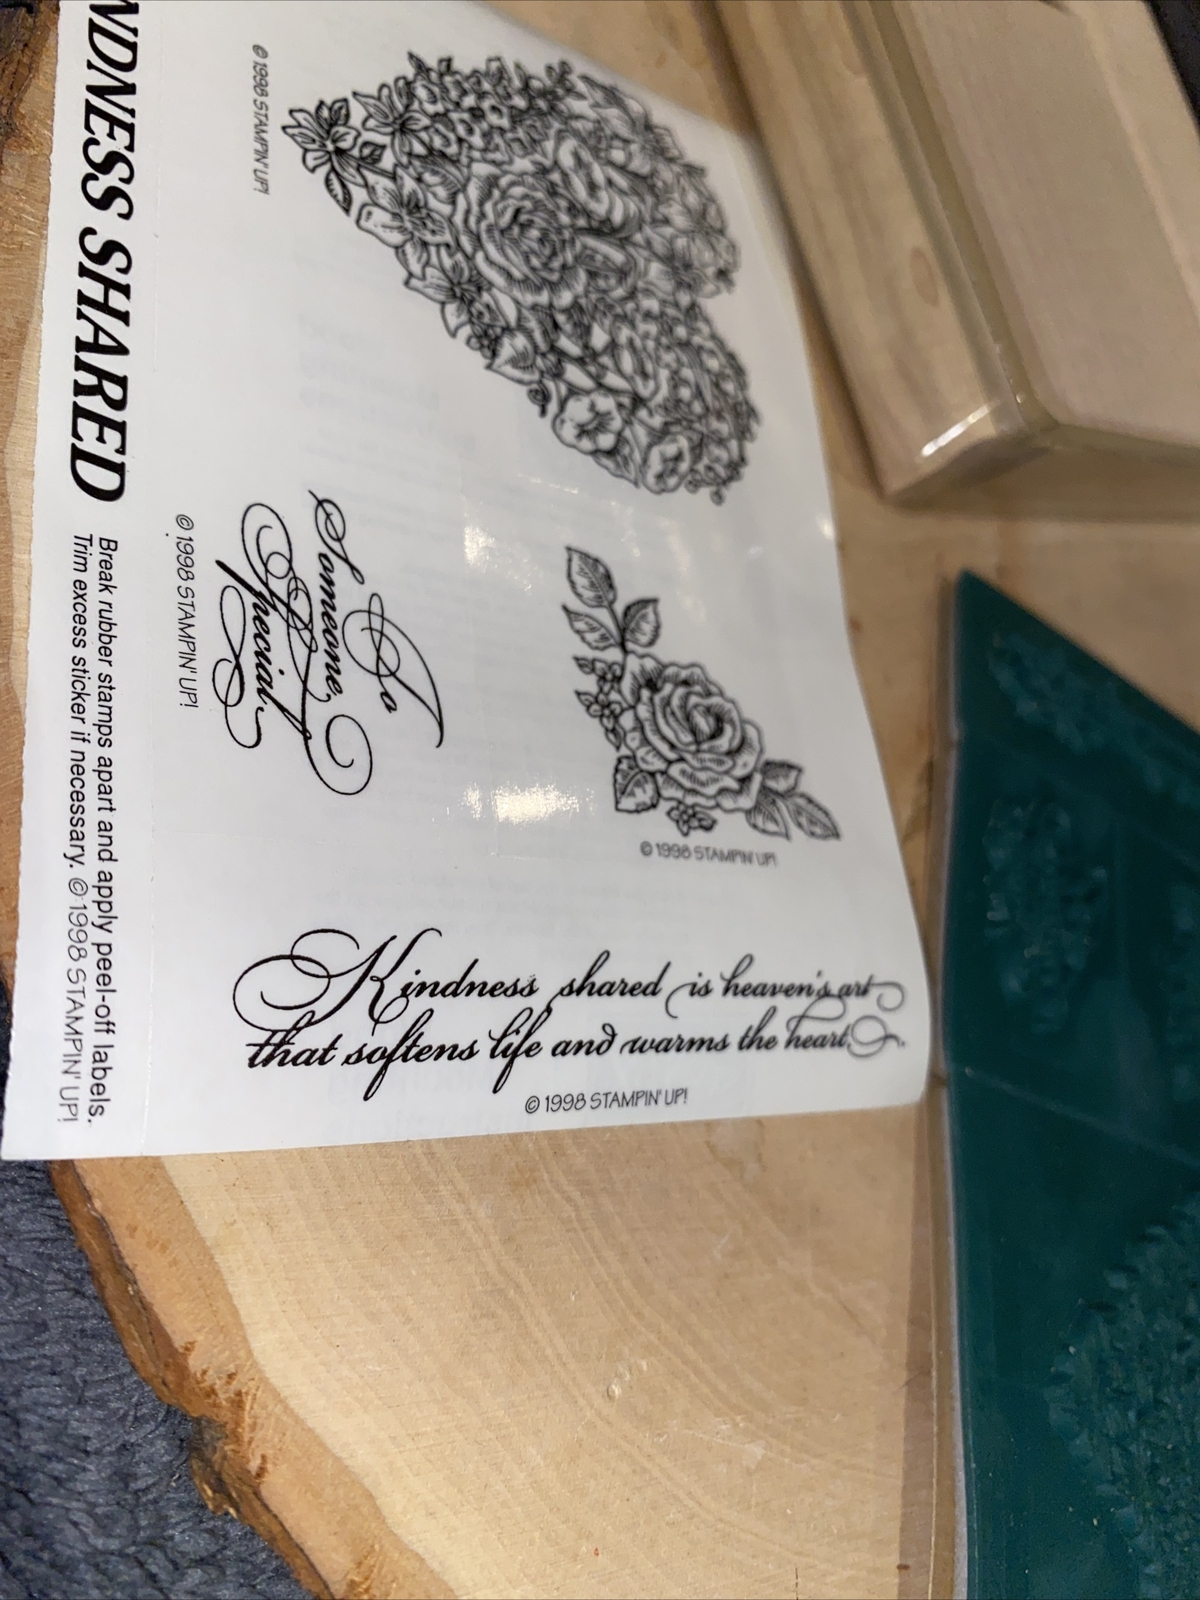 NDNESS SHARED
Break rubber stamps apart and apply peel-off labels.
Trim excess sticker if necessary. © 1998 STAMPIN' UP!
© 1998 STAMPIN' UP!
To
Someone
Special
© 1998 STAMPIN' UP!
© 1998 STAMPIN' UP!
Kindness shared is heaven's art
that softens life and warms the heart.
© 1998 STAMPIN' UP!